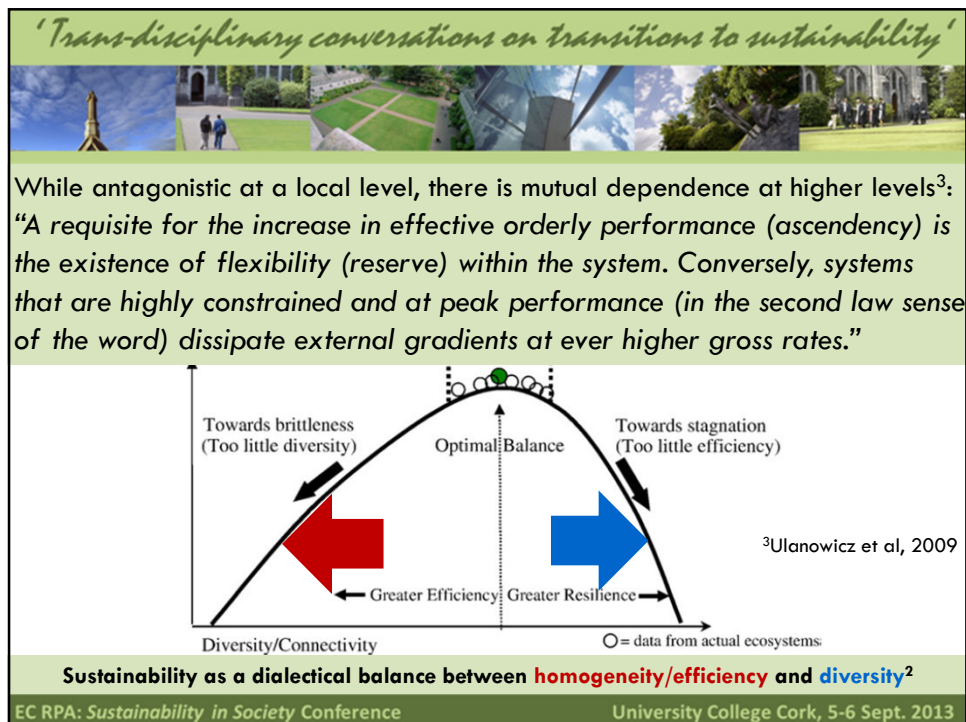 'Trans-disciplinary conversations on transitions to sustainability'
While antagonistic at a local level, there is mutual dependence at higher levels³:
“A requisite for the increase in effective orderly performance (ascendency) is
the existence of flexibility (reserve) within the system. Conversely, systems
that are highly constrained and at peak performance (in the second law sense
of the word) dissipate external gradients at ever higher gross rates.”
Towards brittleness
(Too little diversity)
Optimal Balance
Towards stagnation
(Too little efficiency)
³Ulanowicz et al, 2009
Greater Efficiency
Greater Resilience
Diversity/Connectivity
O= data from actual ecosystems
Sustainability as a dialectical balance between homogeneity/efficiency and diversity²
EC RPA: Sustainability in Society Conference
University College Cork, 5-6 Sept. 2013